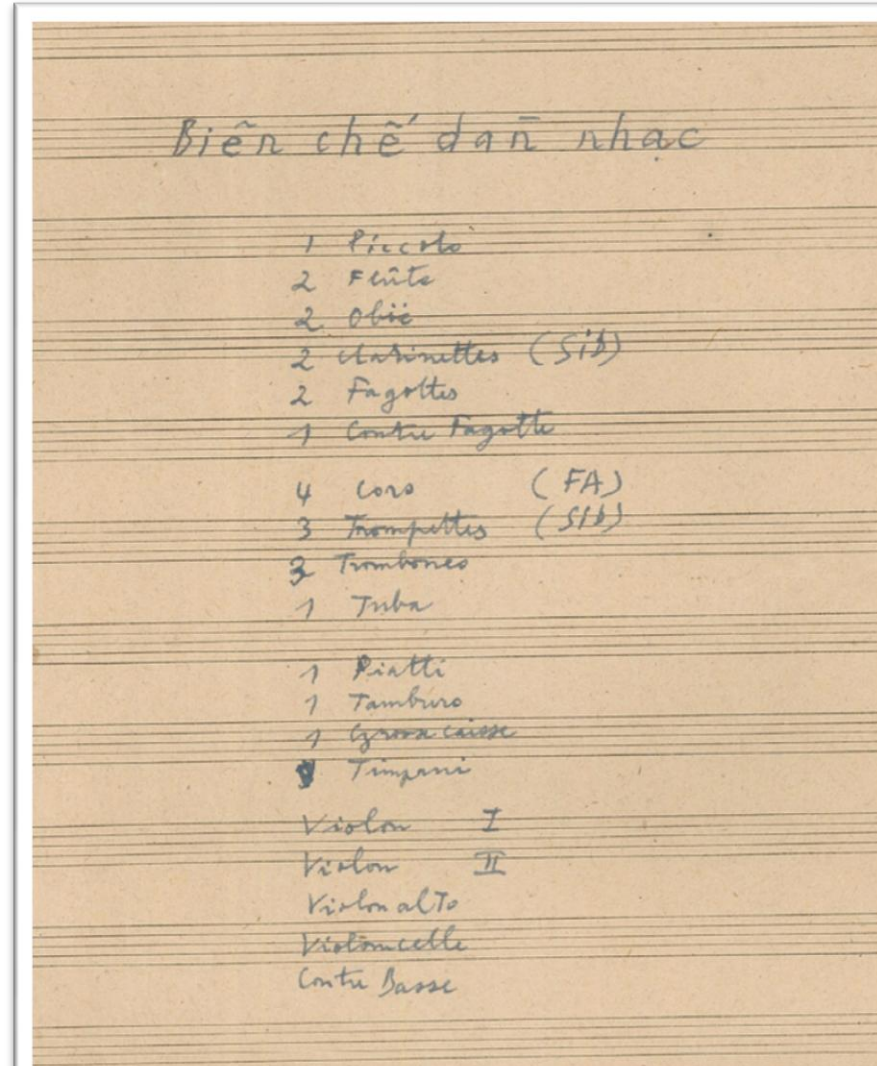 Biên chế dàn nhạc
1 Piccolo
2 Flûte
2 Oboe
2 Clarinettes (Sib)
2 Fagottes
1 Contre Fagotte
4 Coro (FA)
3 Trompettes (SIb)
3 Trombones
1 Tuba
1 Piatti
1 Tamburo
1 Grosse caisse
Timpani
Violon I
Violon II
Violon alto
Violoncelle
Contre Basse